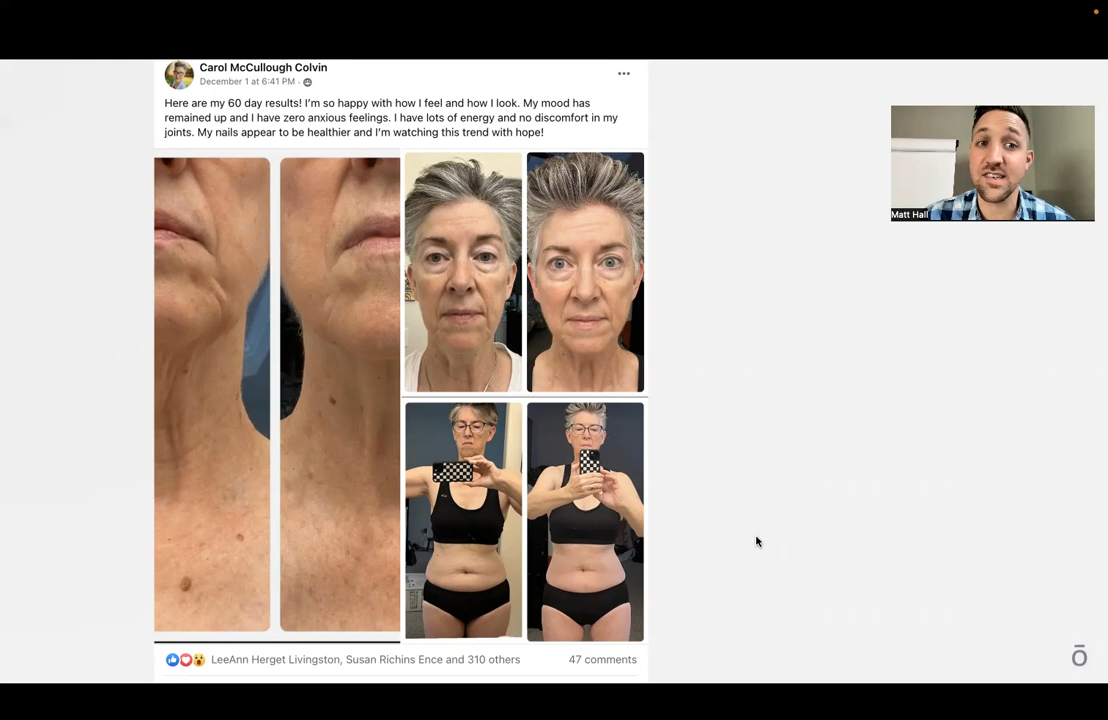 Carol McCullough Colvin
December 1 at 6:41 PM ·
Here are my 60 day results! I'm so happy with how I feel and how I look. My mood has
remained up and I have zero anxious feelings. I have lots of energy and no discomfort in my
joints. My nails appear to be healthier and I'm watching this trend with hope!
Matt Hall
LeeAnn Herget Livingston, Susan Richins Ence and 310 others
47 comments
ō